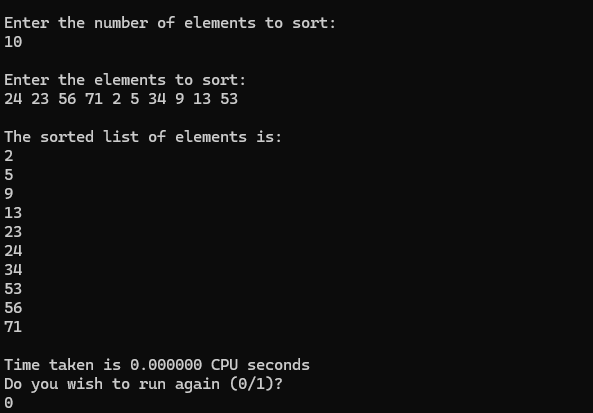 Enter the number of elements to sort:
10
Enter the elements to sort:
24 23 56 71 2 5 34 9 13 53
The sorted list of elements is:
2
5
9
13
23
24
34
53
56
71
Time taken is 0.000000 CPU seconds
Do you wish to run again (0/1)?
0